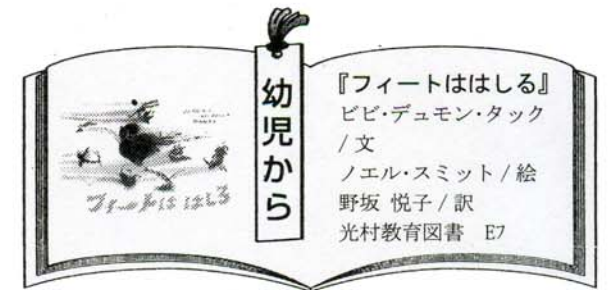 フィートは はしる
幼児から
『フィートははしる』
ビビ・デュモン・タック
/ 文
ノエル・スミット / 絵
野坂 悦子 / 訳
光村教育図書 E7